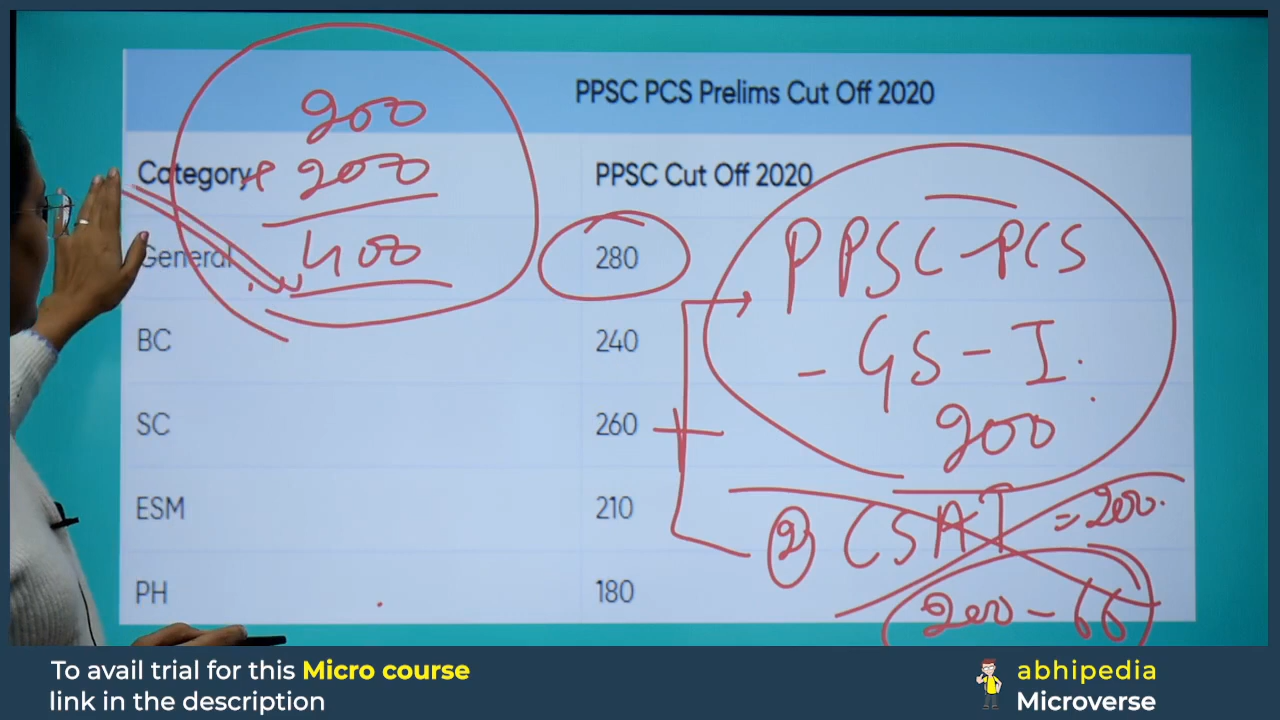 PPSC PCS Prelims Cut Off 2020
Category PPSC Cut Off 2020
General 280
BC 240
SC 260
ESM 210
PH 180
200
+ 200
400
PPSC-PCS
- GS - I.
200
2) CSAT = 200.
200 - 66
To avail trial for this Micro course
link in the description
abhipedia
Microverse